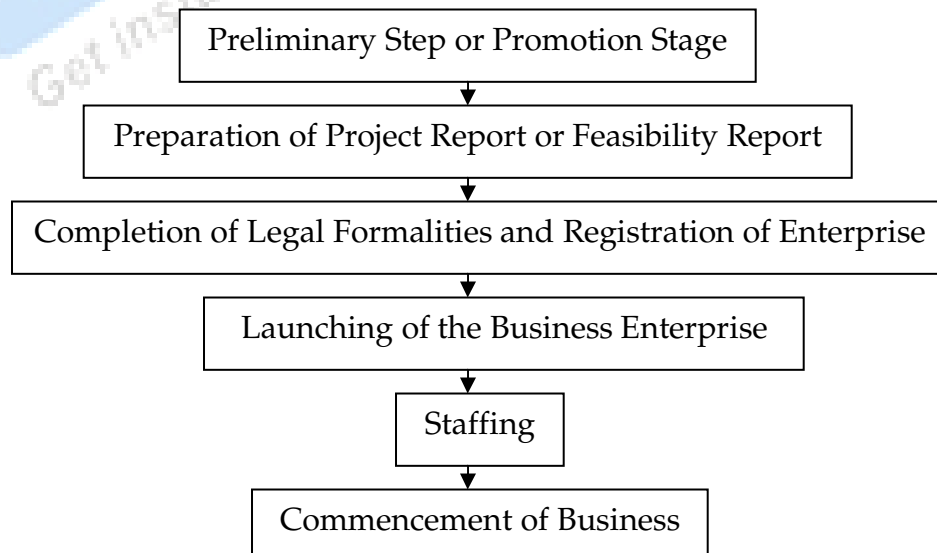 Get
Preliminary Step or Promotion Stage
Preparation of Project Report or Feasibility Report
Completion of Legal Formalities and Registration of Enterprise
Launching of the Business Enterprise
Staffing
Commencement of Business